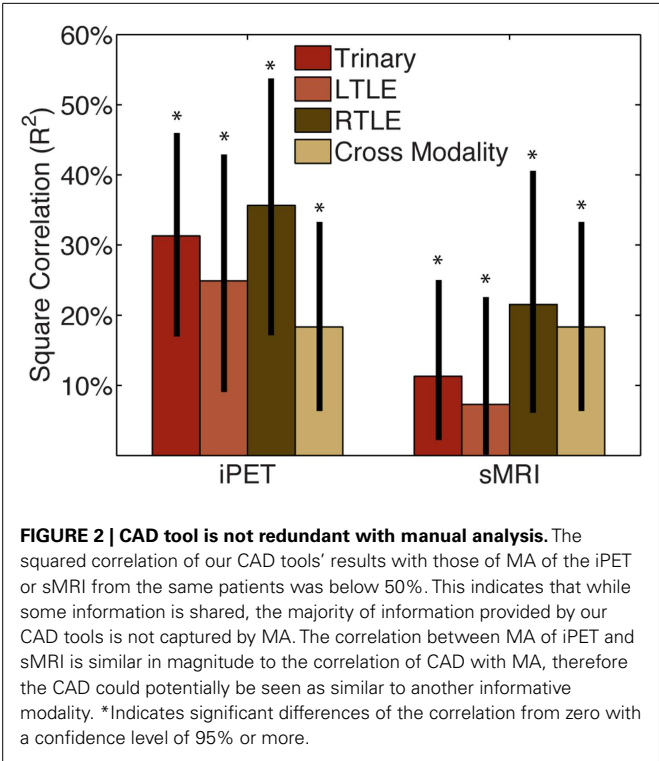 60%
50%
40%
30%
20%
10%
Square Correlation (R²)
Trinary
LTLE
RTLE
Cross Modality
* * * * * * * *
iPET sMRI
FIGURE 2 | CAD tool is not redundant with manual analysis. The
squared correlation of our CAD tools' results with those of MA of the iPET
or sMRI from the same patients was below 50%. This indicates that while
some information is shared, the majority of information provided by our
CAD tools is not captured by MA. The correlation between MA of iPET and
sMRI is similar in magnitude to the correlation of CAD with MA, therefore
the CAD could potentially be seen as similar to another informative
modality. *Indicates significant differences of the correlation from zero with
a confidence level of 95% or more.